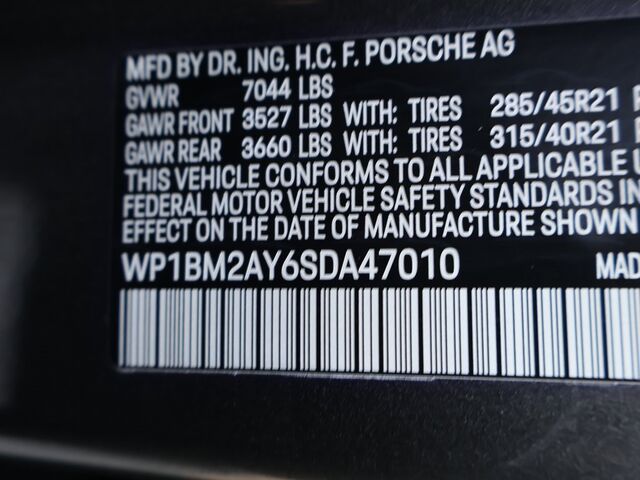 MFD BY DR. ING. H.C. F. PORSCHE AG
GVWR 7044 LBS
GAWR FRONT 3527 LBS WITH: TIRES 285/45R21
GAWR REAR 3660 LBS WITH: TIRES 315/40R21
THIS VEHICLE CONFORMS TO ALL APPLICABLE
FEDERAL MOTOR VEHICLE SAFETY STANDARDS IN
EFFECT ON THE DATE OF MANUFACTURE SHOWN
WP1BM2AY6SDA47010 MAD